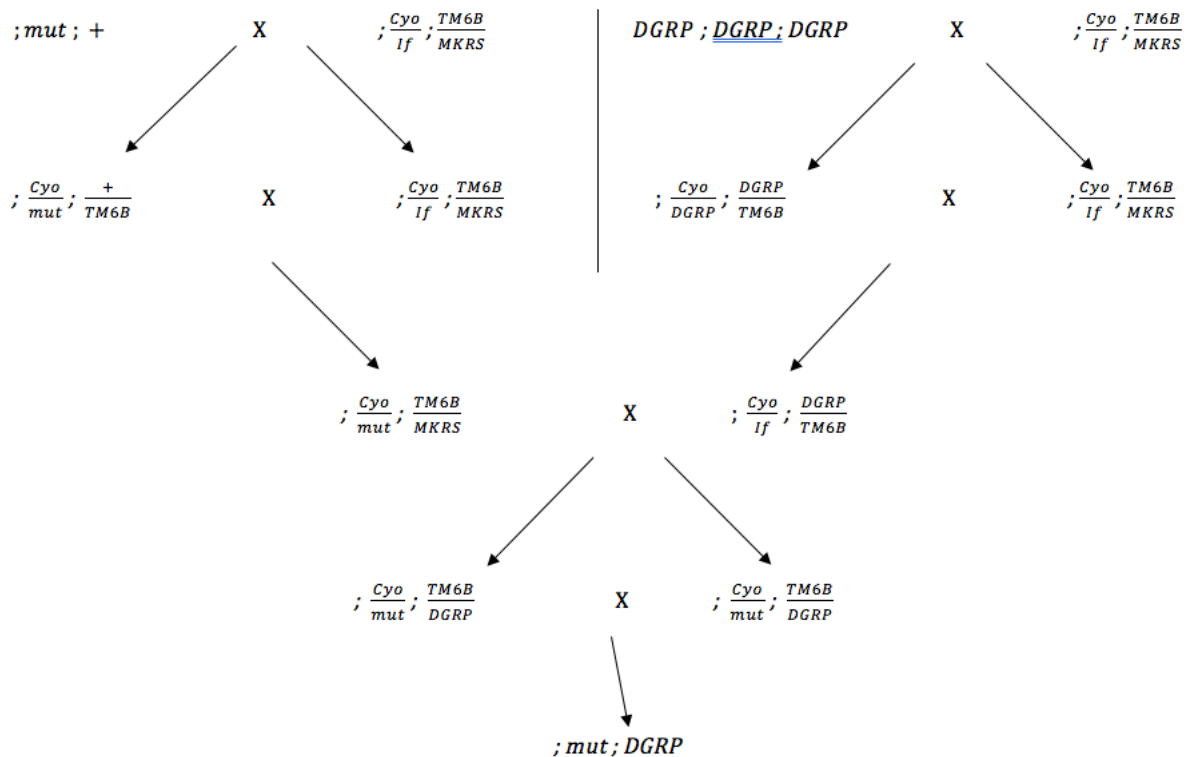 ;mut ; + X ; Cyo/If ; TM6B/MKRS DGRP ; DGRP ; DGRP X ; Cyo/If ; TM6B/MKRS
; Cyo/mut ; +/TM6B X ; Cyo/If ; TM6B/MKRS ; Cyo/DGRP ; DGRP/TM6B X ; Cyo/If ; TM6B/MKRS
; Cyo/mut ; TM6B/MKRS X ; Cyo/If ; DGRP/TM6B
; Cyo/mut ; TM6B/DGRP X ; Cyo/mut ; TM6B/DGRP
; mut ; DGRP